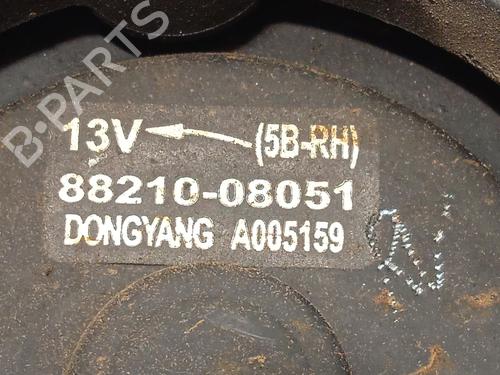 B-PARTS
13V (5B-RH)
88210-08051
DONGYANG A005159